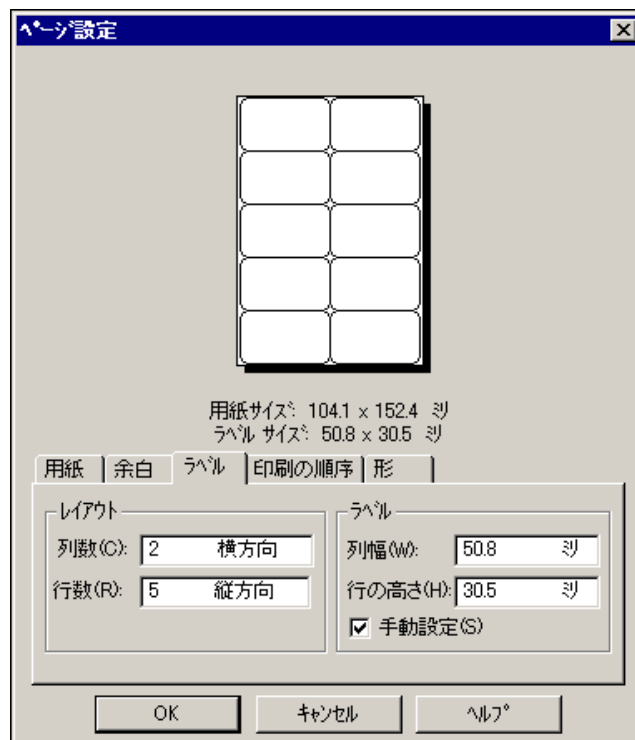 ﾍﾟｰｼﾞ設定
用紙ｻｲｽﾞ: 104.1 x 152.4 ﾐﾘ
ﾗﾍﾞﾙ ｻｲｽﾞ: 50.8 x 30.5 ﾐﾘ
用紙 余白 ﾗﾍﾞﾙ 印刷の順序 形
ﾚｲｱｳﾄ ﾗﾍﾞﾙ
列数(C): 2 横方向 列幅(W): 50.8 ﾐﾘ
行数(R): 5 縦方向 行の高さ(H): 30.5 ﾐﾘ
手動設定(S)
OK ｷｬﾝｾﾙ ﾍﾙﾌﾟ